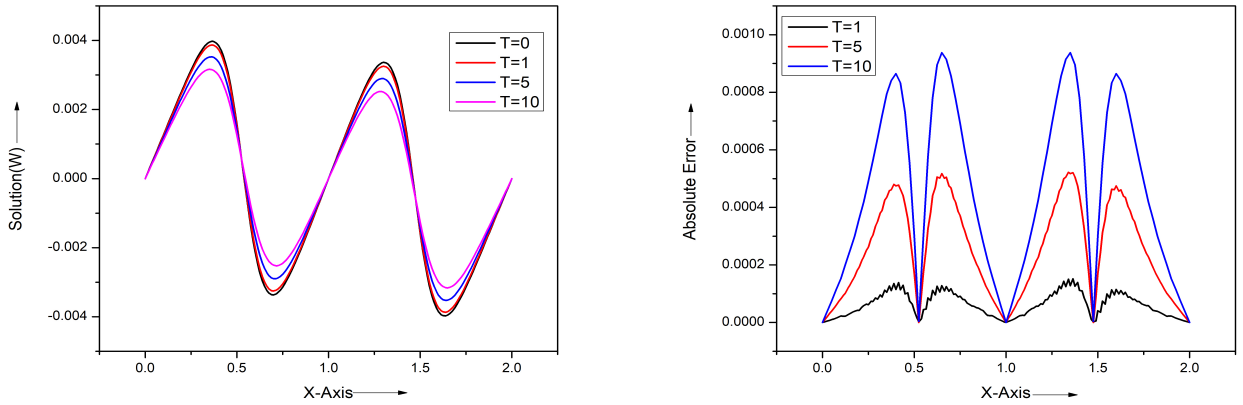 0.004
0.002
0.000
-0.002
-0.004
Solution(W)
T=0
T=1
T=5
T=10
0.0
0.5
1.0
1.5
2.0
X-Axis
0.0010
0.0008
0.0006
0.0004
0.0002
0.0000
Absolute Error
T=1
T=5
T=10
0.0
0.5
1.0
1.5
2.0
X-Axis